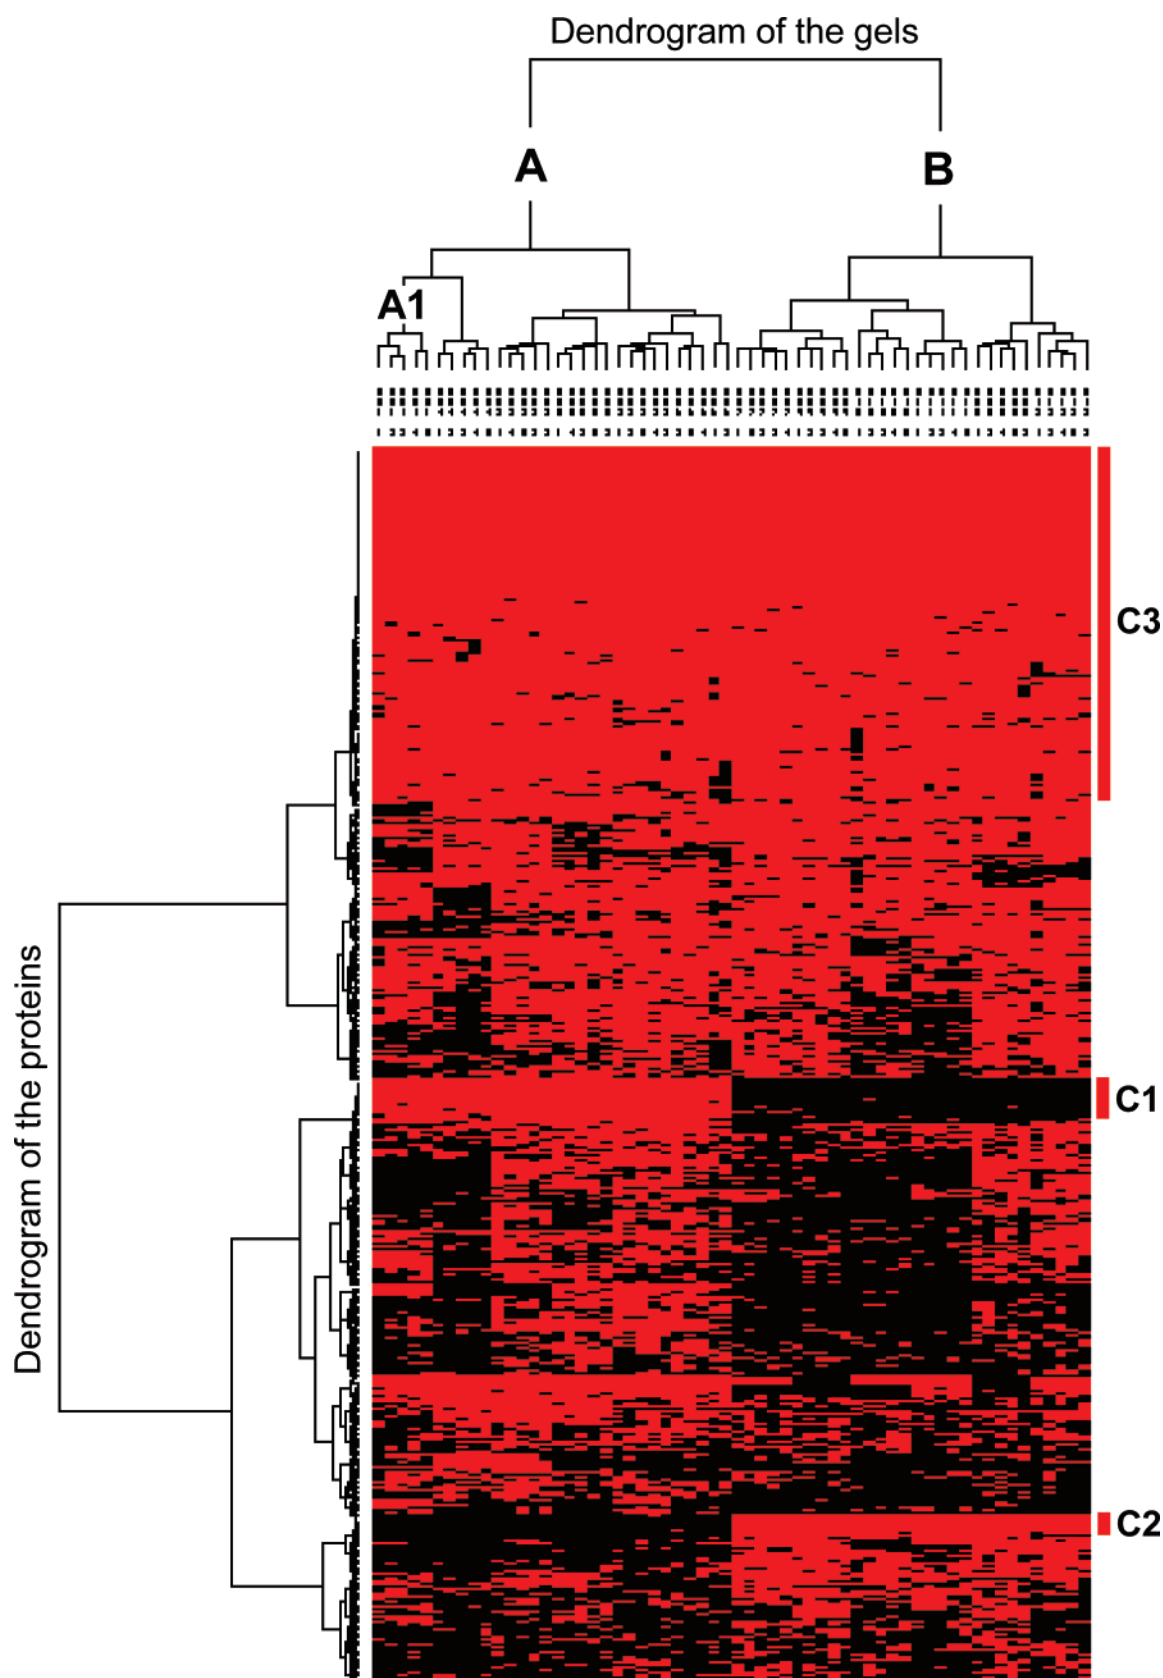 Dendrogram of the gels
A
B
A1
C3
Dendrogram of the proteins
C1
C2